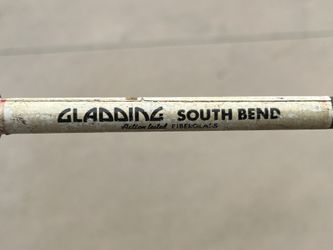 GLADDING SOUTH BEND
Action tested FIBERGLASS